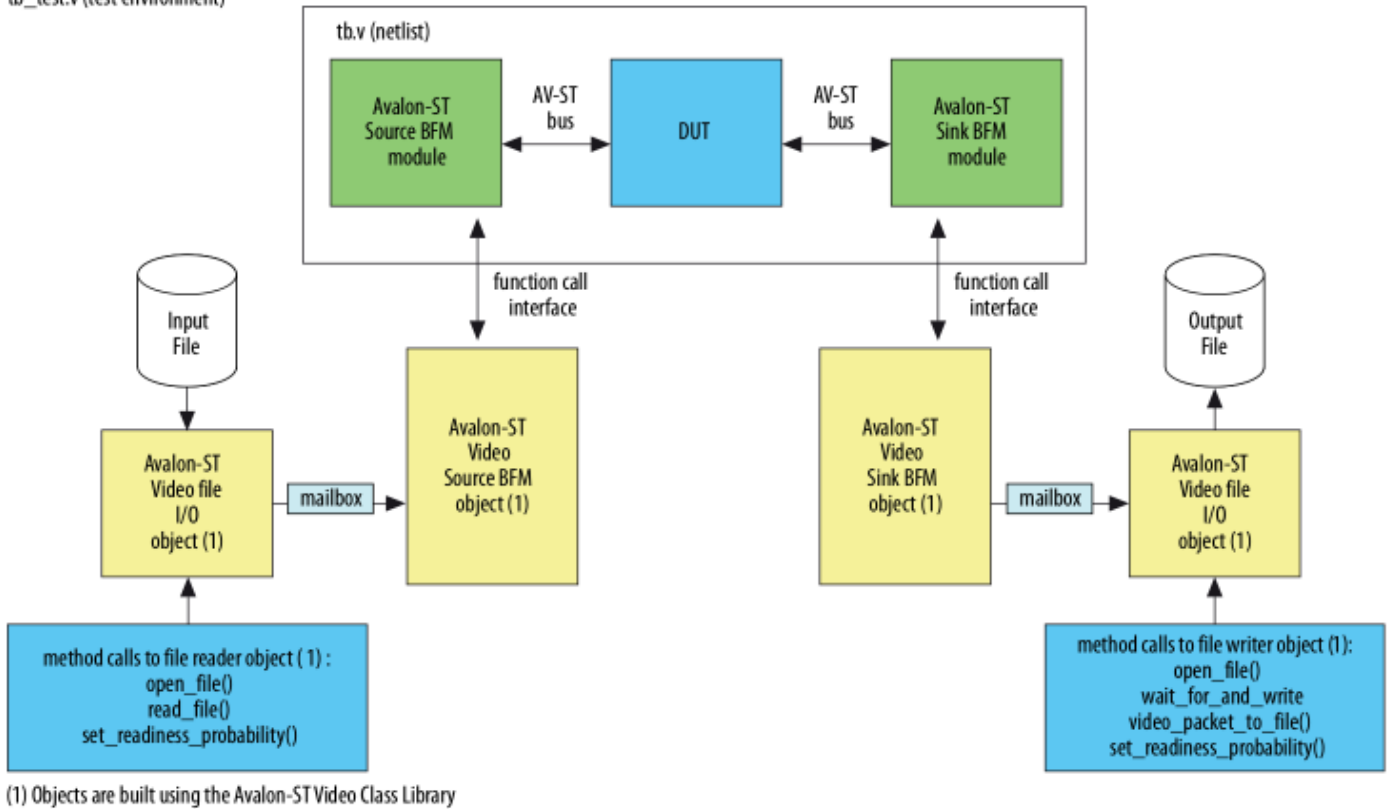 tb_test.v (test environment)
tb.v (netlist)
Avalon-ST
Source BFM
module
AV-ST
bus
DUT
AV-ST
bus
Avalon-ST
Sink BFM
module
function call
interface
function call
interface
Input
File
Output
File
Avalon-ST
Video file
I/O
object (1)
mailbox
Avalon-ST
Video
Source BFM
object (1)
Avalon-ST
Video
Sink BFM
object (1)
mailbox
Avalon-ST
Video file
I/O
object (1)
method calls to file reader object ( 1) :
open_file()
read_file()
set_readiness_probability()
method calls to file writer object (1):
open_file()
wait_for_and_write
video_packet_to_file()
set_readiness_probability()
(1) Objects are built using the Avalon-ST Video Class Library